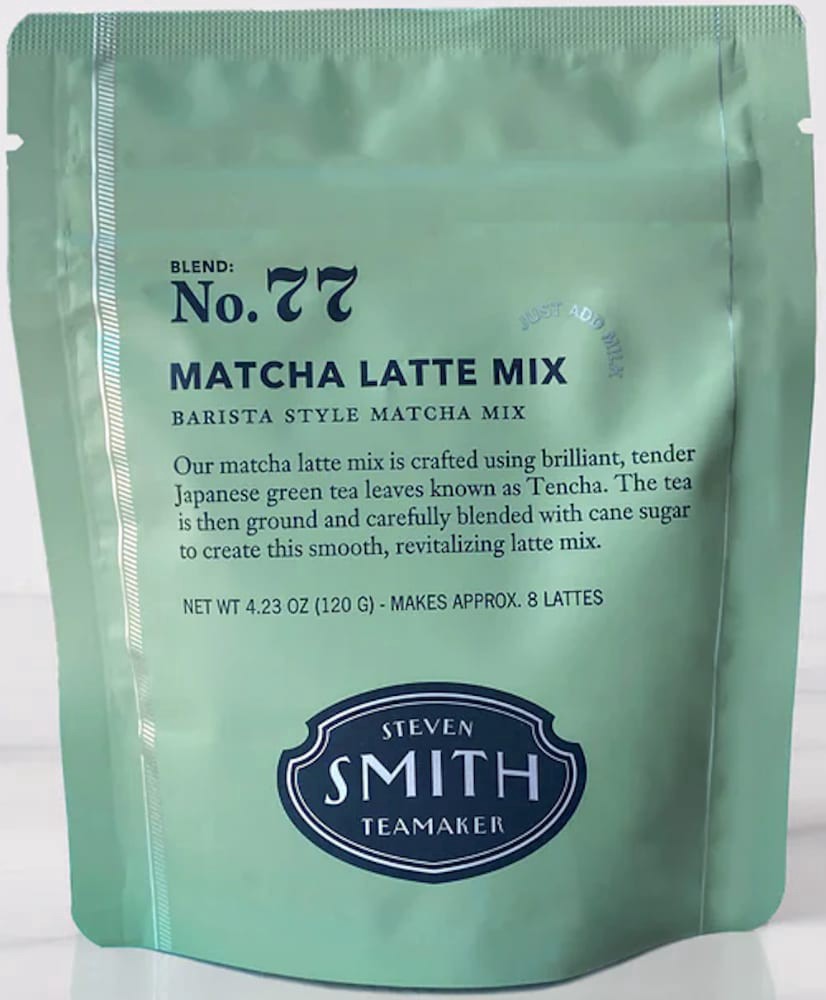 BLEND:
No. 77
JUST ADD MILK
MATCHA LATTE MIX
BARISTA STYLE MATCHA MIX
Our matcha latte mix is crafted using brilliant, tender
Japanese green tea leaves known as Tencha. The tea
is then ground and carefully blended with cane sugar
to create this smooth, revitalizing latte mix.
NET WT 4.23 OZ (120 G) - MAKES APPROX. 8 LATTES
STEVEN
SMITH
TEAMAKER